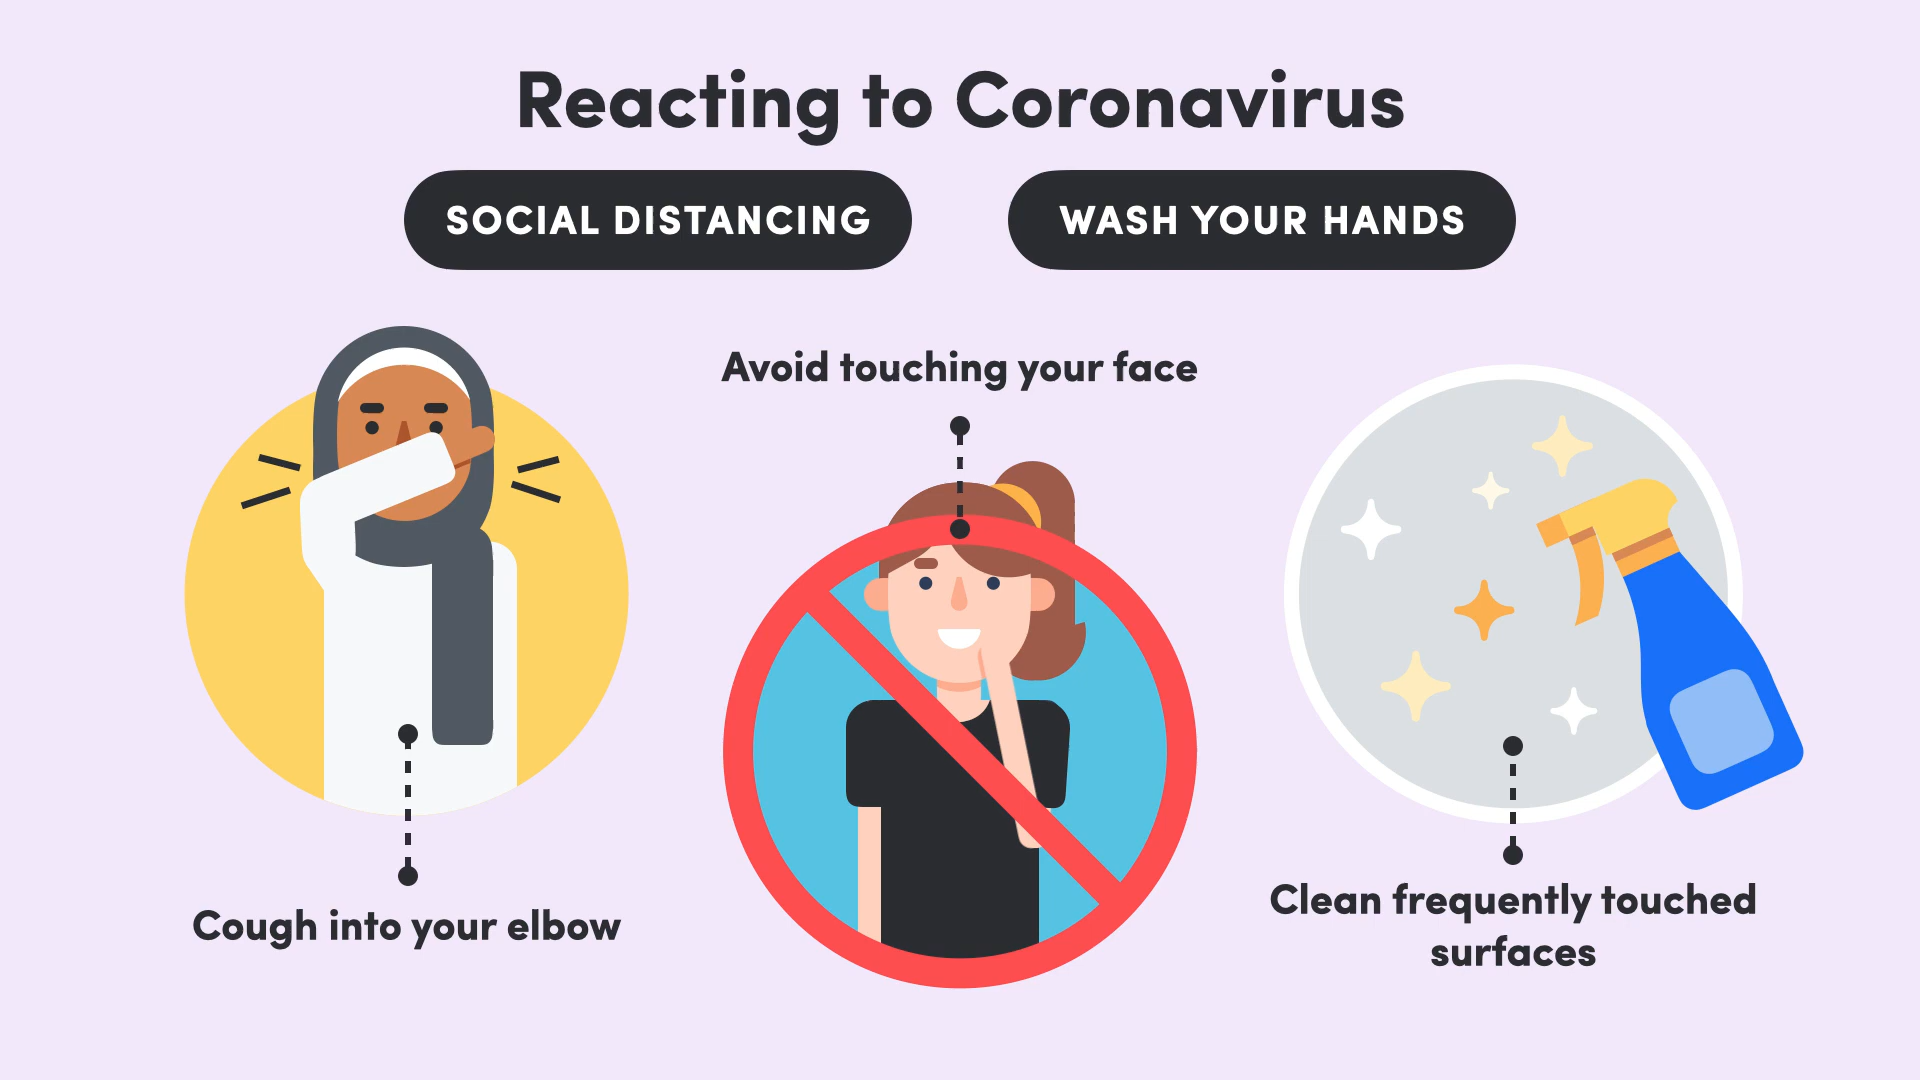 Reacting to Coronavirus
SOCIAL DISTANCING
WASH YOUR HANDS
Avoid touching your face
Cough into your elbow
Clean frequently touched
surfaces